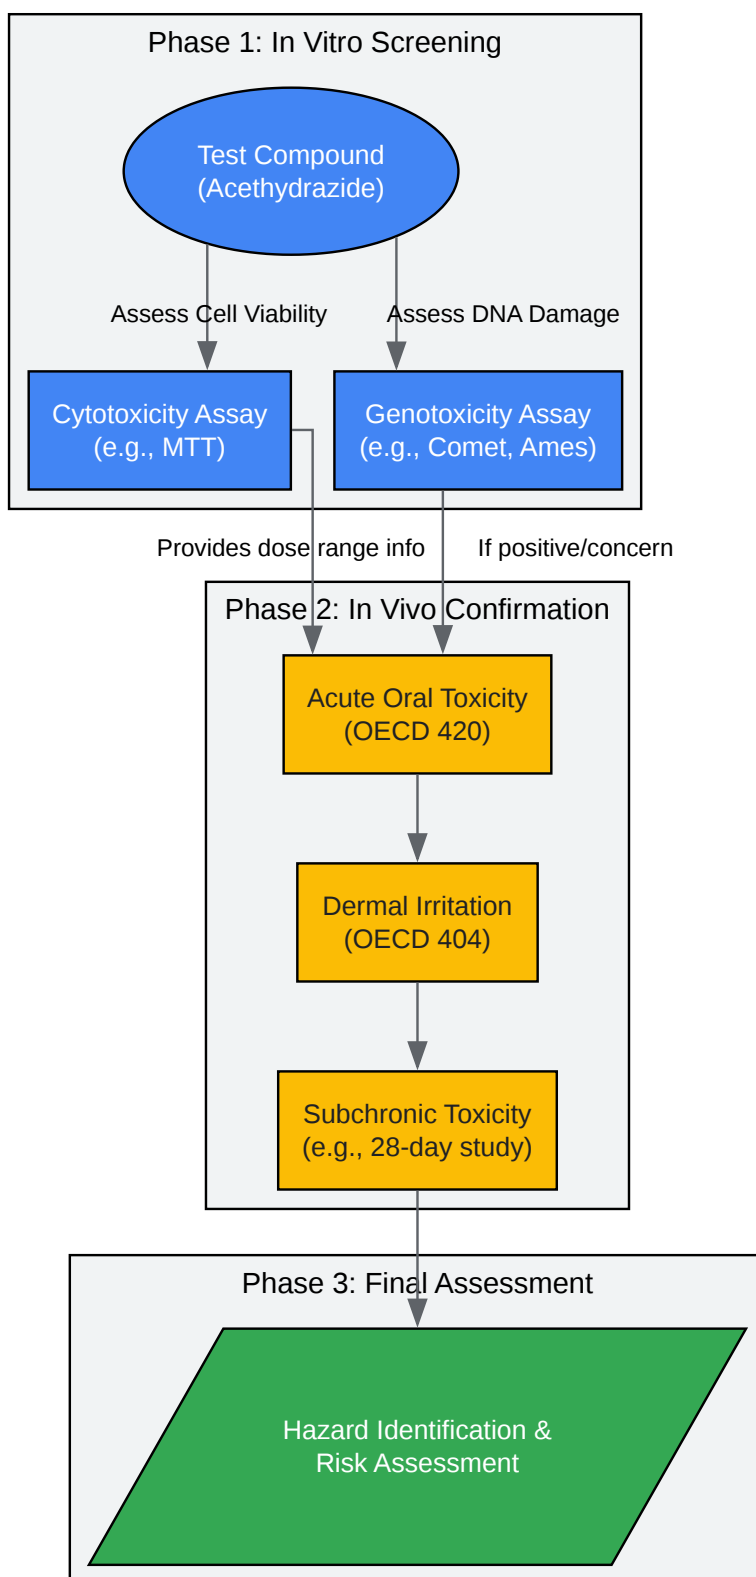 Phase 1: In Vitro Screening
Test Compound
(Acethydrazide)
Assess Cell Viability
Assess DNA Damage
Cytotoxicity Assay
(e.g., MTT)
Genotoxicity Assay
(e.g., Comet, Ames)
Provides dose range info
If positive/concern
Phase 2: In Vivo Confirmation
Acute Oral Toxicity
(OECD 420)
Dermal Irritation
(OECD 404)
Subchronic Toxicity
(e.g., 28-day study)
Phase 3: Final Assessment
Hazard Identification &
Risk Assessment